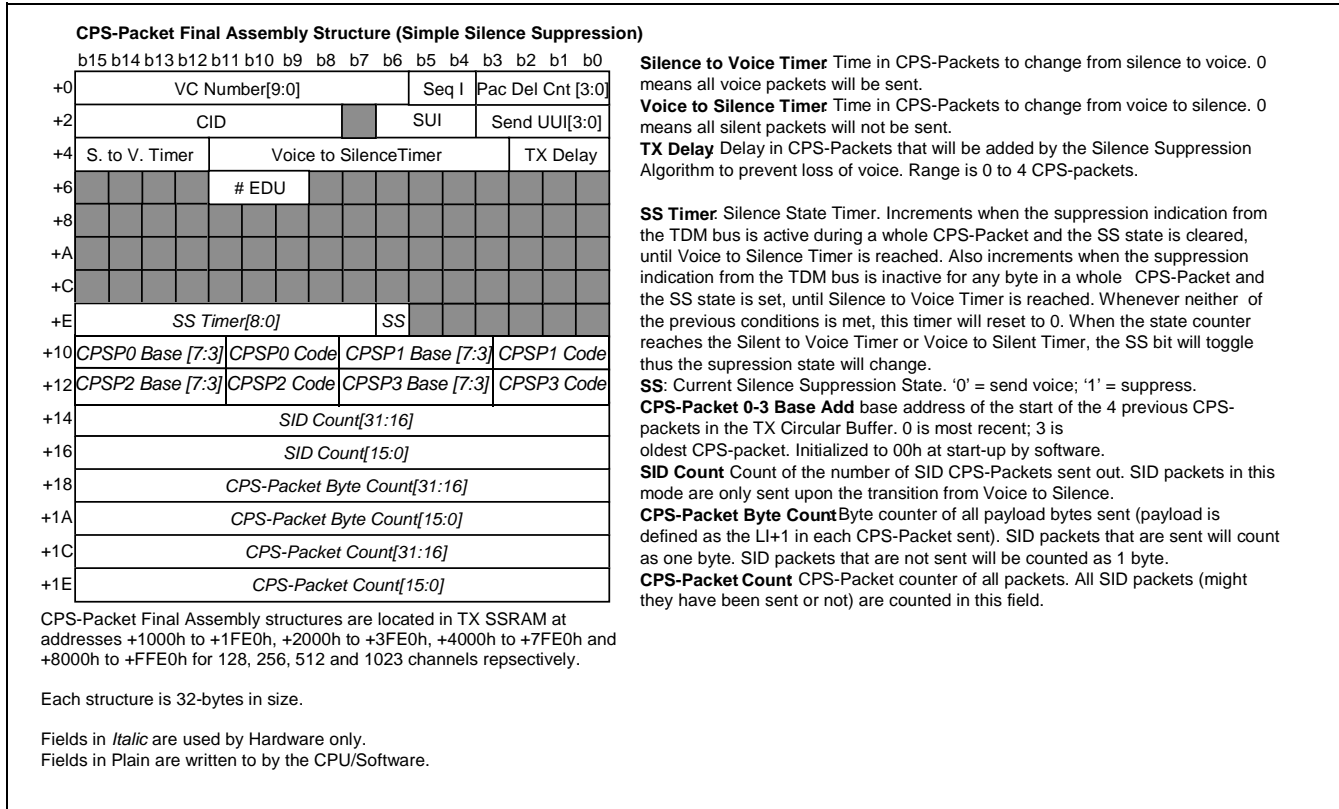 CPS-Packet Final Assembly Structure (Simple Silence Suppression)
b15 b14 b13 b12 b11 b10 b9 b8 b7 b6 b5 b4 b3 b2 b1 b0
+0 VC Number[9:0] Seq I Pac Del Cnt [3:0]
+2 CID SUI Send UUI[3:0]
+4 S. to V. Timer Voice to SilenceTimer TX Delay
+6 # EDU
+8
+A
+C
+E SS Timer[8:0] SS
+10 CPSP0 Base [7:3] CPSP0 Code CPSP1 Base [7:3] CPSP1 Code
+12 CPSP2 Base [7:3] CPSP2 Code CPSP3 Base [7:3] CPSP3 Code
+14 SID Count[31:16]
+16 SID Count[15:0]
+18 CPS-Packet Byte Count[31:16]
+1A CPS-Packet Byte Count[15:0]
+1C CPS-Packet Count[31:16]
+1E CPS-Packet Count[15:0]
CPS-Packet Final Assembly structures are located in TX SSRAM at
addresses +1000h to +1FE0h, +2000h to +3FE0h, +4000h to +7FE0h and
+8000h to +FFE0h for 128, 256, 512 and 1023 channels repsectively.
Each structure is 32-bytes in size.
Fields in Italic are used by Hardware only.
Fields in Plain are written to by the CPU/Software.
Silence to Voice Timer: Time in CPS-Packets to change from silence to voice. 0
means all voice packets will be sent.
Voice to Silence Timer: Time in CPS-Packets to change from voice to silence. 0
means all silent packets will not be sent.
TX Delay: Delay in CPS-Packets that will be added by the Silence Suppression
Algorithm to prevent loss of voice. Range is 0 to 4 CPS-packets.
SS Timer: Silence State Timer. Increments when the suppression indication from
the TDM bus is active during a whole CPS-Packet and the SS state is cleared,
until Voice to Silence Timer is reached. Also increments when the suppression
indication from the TDM bus is inactive for any byte in a whole CPS-Packet and
the SS state is set, until Silence to Voice Timer is reached. Whenever neither of
the previous conditions is met, this timer will reset to 0. When the state counter
reaches the Silent to Voice Timer or Voice to Silent Timer, the SS bit will toggle
thus the supression state will change.
SS: Current Silence Suppression State. ‘0’ = send voice; ‘1’ = suppress.
CPS-Packet 0-3 Base Add: base address of the start of the 4 previous CPS-
packets in the TX Circular Buffer. 0 is most recent; 3 is
oldest CPS-packet. Initialized to 00h at start-up by software.
SID Count: Count of the number of SID CPS-Packets sent out. SID packets in this
mode are only sent upon the transition from Voice to Silence.
CPS-Packet Byte Count: Byte counter of all payload bytes sent (payload is
defined as the LI+1 in each CPS-Packet sent). SID packets that are sent will count
as one byte. SID packets that are not sent will be counted as 1 byte.
CPS-Packet Count: CPS-Packet counter of all packets. All SID packets (might
they have been sent or not) are counted in this field.